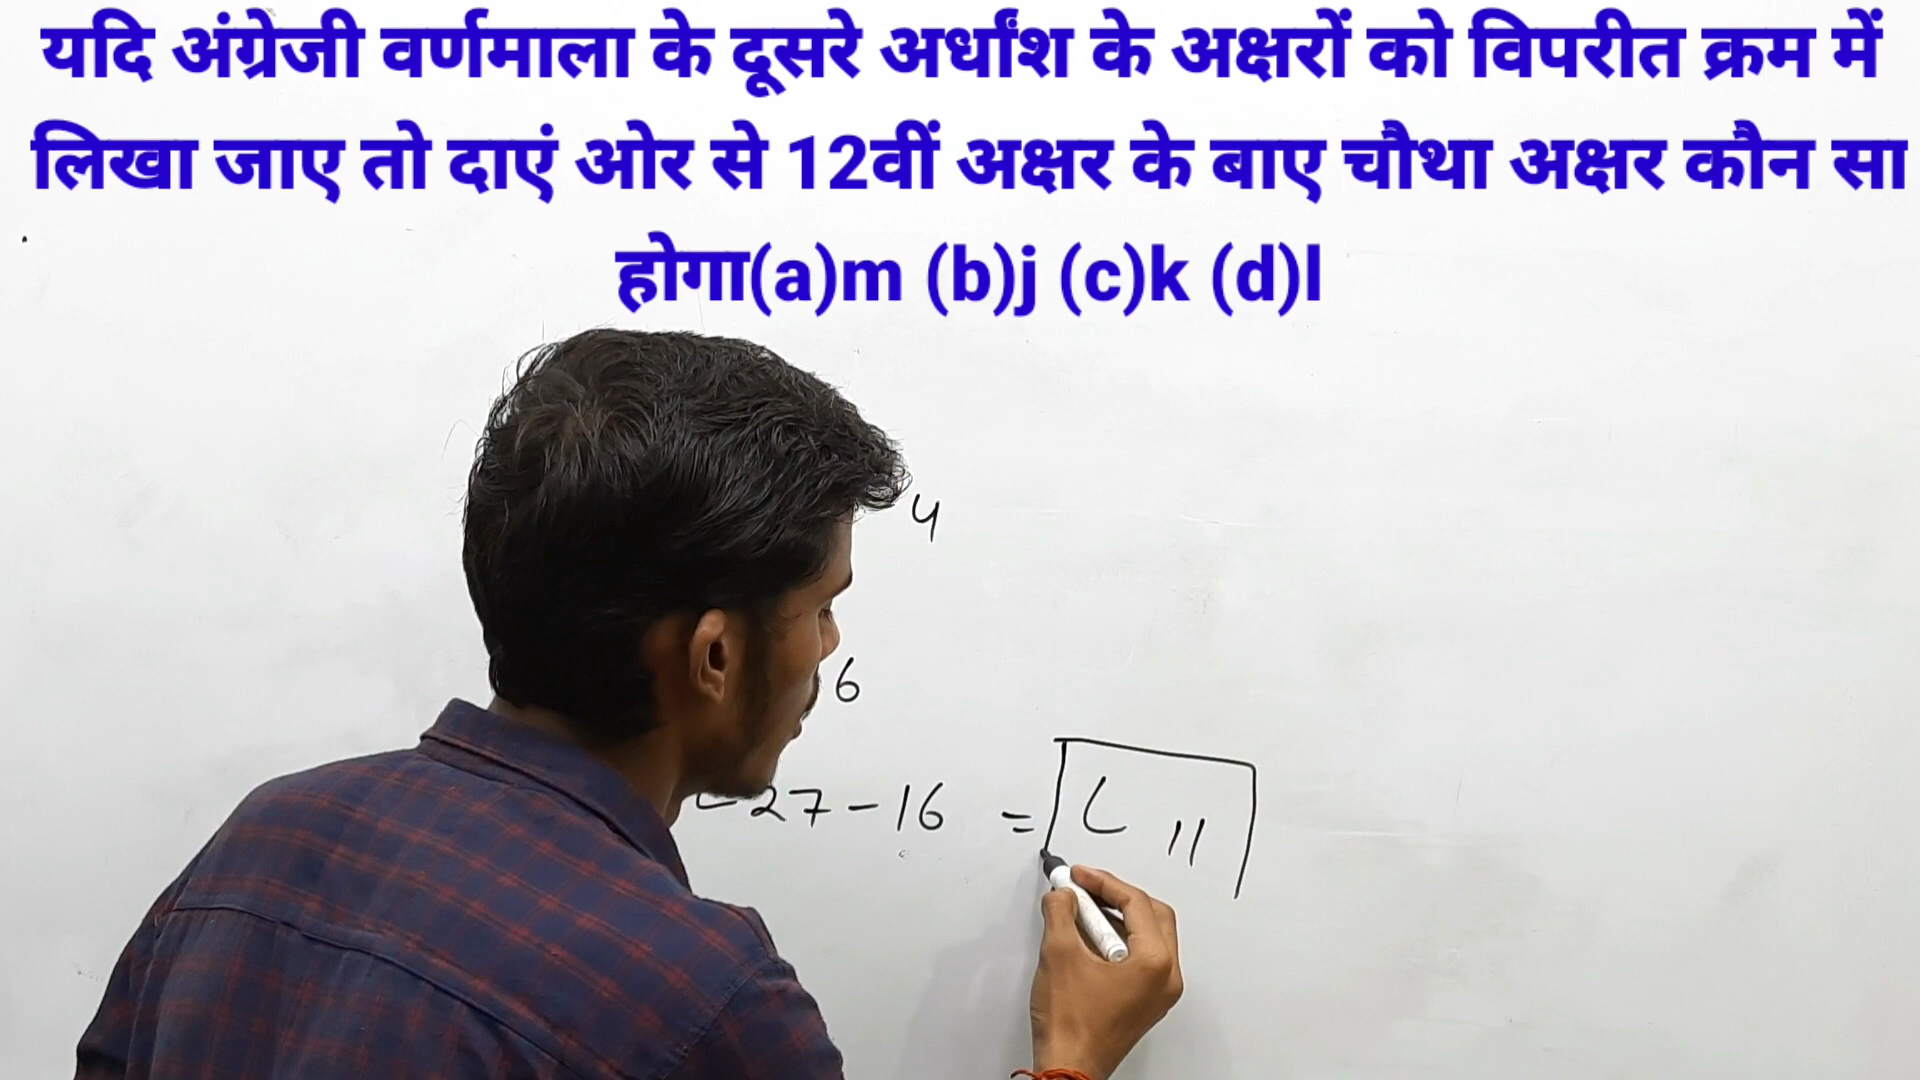 यदि अंग्रेजी वर्णमाला के दूसरे अर्धांश के अक्षरों को विपरीत क्रम में
लिखा जाए तो दाएं ओर से 12वीं अक्षर के बाए चौथा अक्षर कौन सा
होगा(a)m (b)j (c)k (d)l
4
6
27-16 = L 11